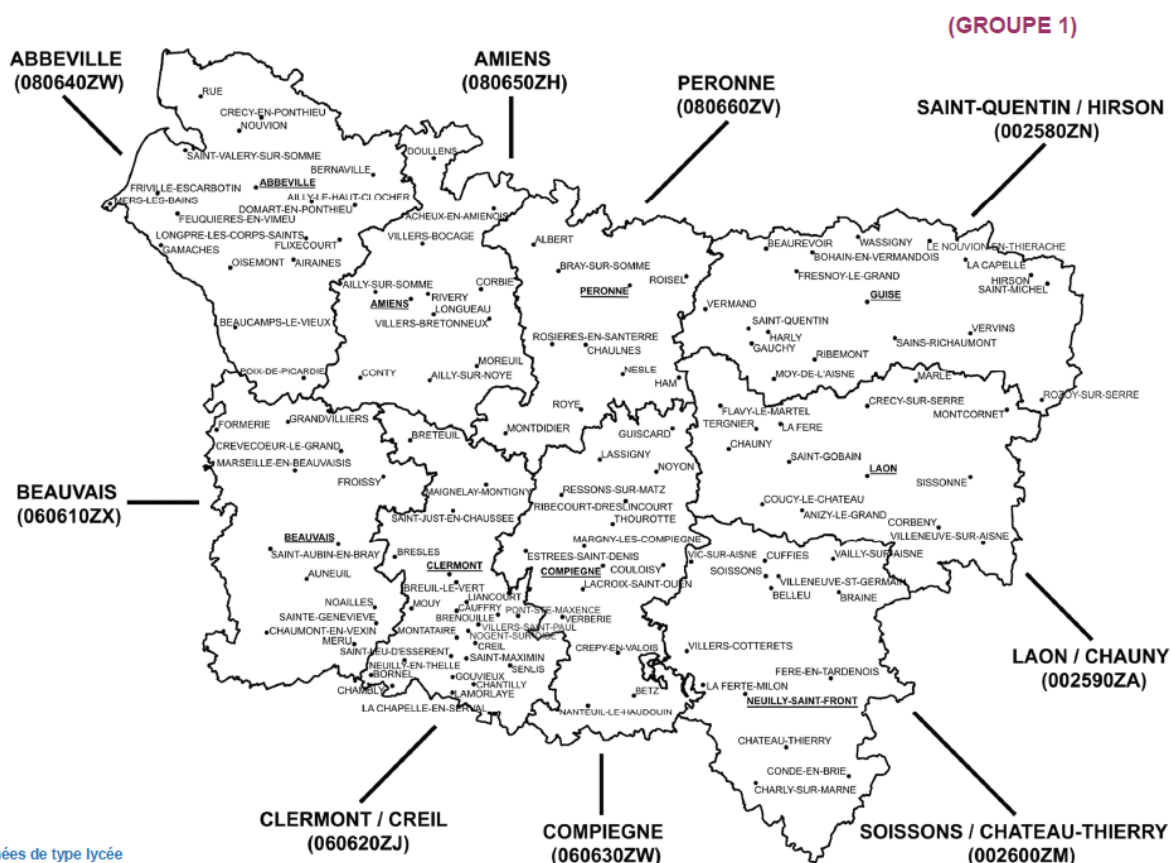 (GROUPE 1)
ABBEVILLE
(080640ZW)
AMIENS
(080650ZH)
PERONNE
(080660ZV)
SAINT-QUENTIN / HIRSON
(002580ZN)
RUE
CRECY-EN-PONTHIEU
NOUVION
SAINT-VALERY-SUR-SOMME
BERNAVILLE
ABBEVILLE
FRIVILLE-ESCARBOTIN
AILLY-LE-HAUT-CLOCHER
MERS-LES-BAINS
DOMART-EN-PONTHIEU
FEUQUIERES-EN-VIMEU
LONGPRE-LES-CORPS-SAINTS
FLIXECOURT
GAMACHES
OISEMONT
AIRAINES
BEAUCAMPS-LE-VIEUX
POIX-DE-PICARDIE
DOULLENS
ACHEUX-EN-AMIENOIS
VILLERS-BOCAGE
AILLY-SUR-SOMME
CORBIE
RIVERY
AMIENS
LONGUEAU
VILLERS-BRETONNEUX
MOREUIL
CONTY
AILLY-SUR-NOYE
ALBERT
BRAY-SUR-SOMME
ROISEL
PERONNE
ROSIERES-EN-SANTERRE
CHAULNES
NESLE
HAM
ROYE
MONTDIDIER
BEAUREVOIR
WASSIGNY
LE NOUVION-EN-THIERACHE
BOHAIN-EN-VERMANDOIS
LA CAPELLE
FRESNOY-LE-GRAND
HIRSON
SAINT-MICHEL
GUISE
VERMAND
SAINT-QUENTIN
HARLY
GAUCHY
VERVINS
SAINS-RICHAUMONT
RIBEMONT
MOY-DE-L'AISNE
MARLE
ROZOY-SUR-SERRE
CRECY-SUR-SERRE
MONTCORNET
FLAVY-LE-MARTEL
TERGNIER
LA FERE
CHAUNY
SAINT-GOBAIN
LAON
SISSONNE
COUCY-LE-CHATEAU
ANIZY-LE-GRAND
CORBENY
VILLENEUVE-SUR-AISNE
FORMERIE
GRANDVILLIERS
CREVECOEUR-LE-GRAND
MARSEILLE-EN-BEAUVAISIS
FROISSY
BEAUVAIS
(060610ZX)
BEAUVAIS
SAINT-AUBIN-EN-BRAY
AUNEUIL
NOAILLES
SAINTE-GENEVIEVE
CHAUMONT-EN-VEXIN
MERU
BORNEL
CHAMBLY
BRETEUIL
MAIGNELAY-MONTIGNY
SAINT-JUST-EN-CHAUSSEE
BRESLES
CLERMONT
BREUIL-LE-VERT
LIANCOURT
MOUY
CAUFFRY
PONT-STE-MAXENCE
BRENOUILLE
VILLERS-SAINT-PAUL
MONTATAIRE
NOGENT-SUR-OISE
CREIL
SAINT-LEU-D'ESSERENT
SAINT-MAXIMIN
NEUILLY-EN-THELLE
SENLIS
GOUVIEUX
CHANTILLY
LAMORLAYE
LA CHAPELLE-EN-SERVAL
GUISCARD
LASSIGNY
NOYON
RESSONS-SUR-MATZ
RIBECOURT-DRESLINCOURT
THOUROTTE
MARGNY-LES-COMPIEGNE
ESTREES-SAINT-DENIS
COMPIEGNE
COULOISY
LACROIX-SAINT-OUEN
VERBERIE
CREPY-EN-VALOIS
BETZ
NANTEUIL-LE-HAUDOUIN
VIC-SUR-AISNE
CUFFIES
VAILLY-SUR-AISNE
SOISSONS
VILLENEUVE-ST-GERMAIN
BELLEU
BRAINE
VILLERS-COTTERETS
FERE-EN-TARDENOIS
LA FERTE-MILON
NEUILLY-SAINT-FRONT
CHATEAU-THIERRY
CONDE-EN-BRIE
CHARLY-SUR-MARNE
LAON / CHAUNY
(002590ZA)
CLERMONT / CREIL
(060620ZJ)
COMPIEGNE
(060630ZW)
SOISSONS / CHATEAU-THIERRY
(002600ZM)
ées de type lycée